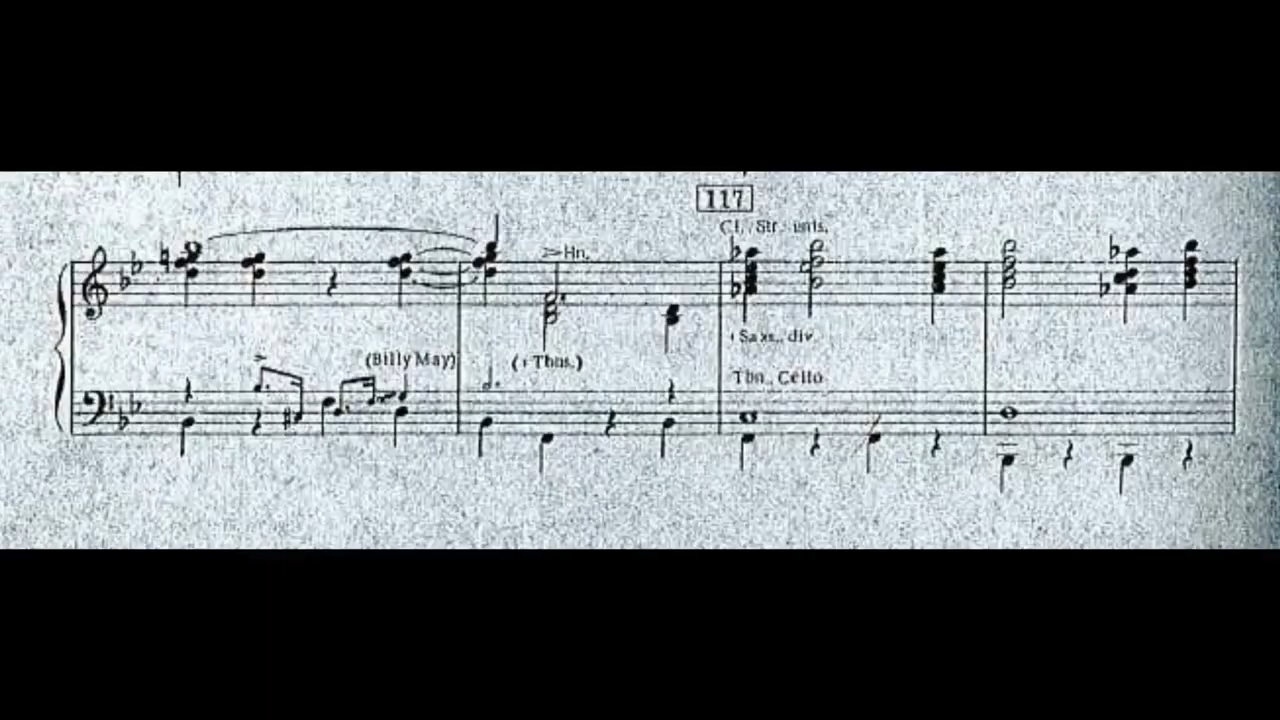 117
Cl., Str. unis.
>Hn.
(Billy May)
(+ Tbns.)
+ Saxs., div.
Tbn., Cello